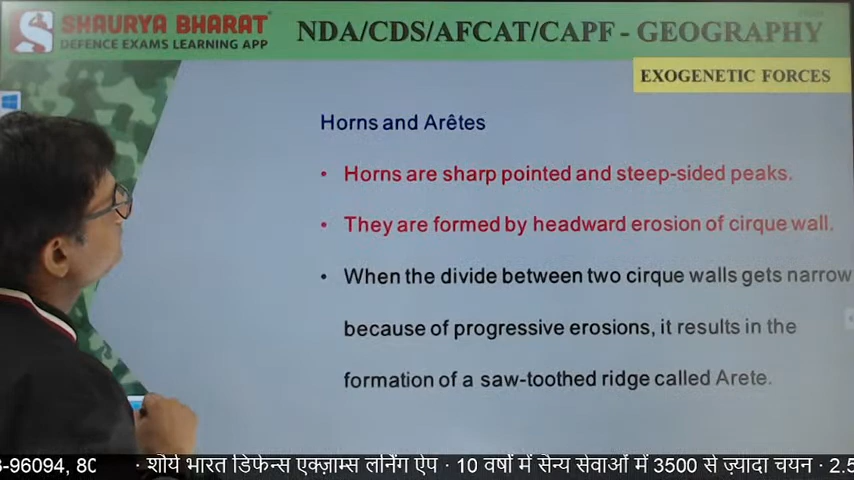 SHAURYA BHARAT
DEFENCE EXAMS LEARNING APP
NDA/CDS/AFCAT/CAPF - GEOGRAPHY
EXOGENETIC FORCES
Horns and Arêtes
• Horns are sharp pointed and steep-sided peaks.
• They are formed by headward erosion of cirque wall.
• When the divide between two cirque walls gets narrow
because of progressive erosions, it results in the
formation of a saw-toothed ridge called Arete.
-96094, 80 · शौर्य भारत डिफेन्स एक्ज़ाम्स लर्निंग ऐप · 10 वर्षों में सैन्य सेवाओं में 3500 से ज़्यादा चयन · 2.5